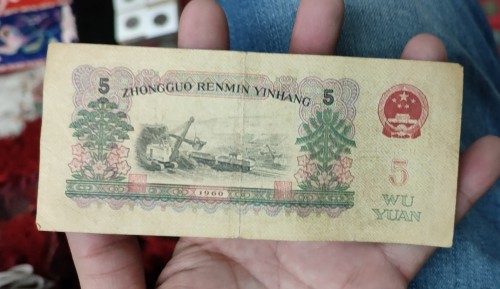 5 ZHONGGUO RENMIN YINHANG 5
1960
5
WU
YUAN